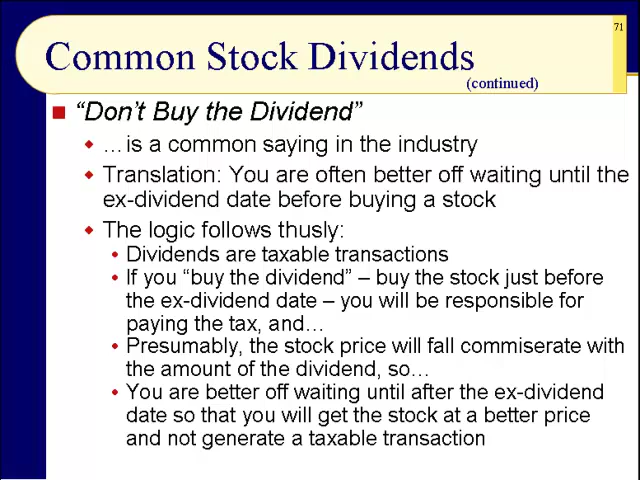 71
Common Stock Dividends
(continued)
“Don’t Buy the Dividend”
…is a common saying in the industry
Translation: You are often better off waiting until the
ex-dividend date before buying a stock
The logic follows thusly:
Dividends are taxable transactions
If you “buy the dividend” – buy the stock just before
the ex-dividend date – you will be responsible for
paying the tax, and…
Presumably, the stock price will fall commiserate with
the amount of the dividend, so…
You are better off waiting until after the ex-dividend
date so that you will get the stock at a better price
and not generate a taxable transaction